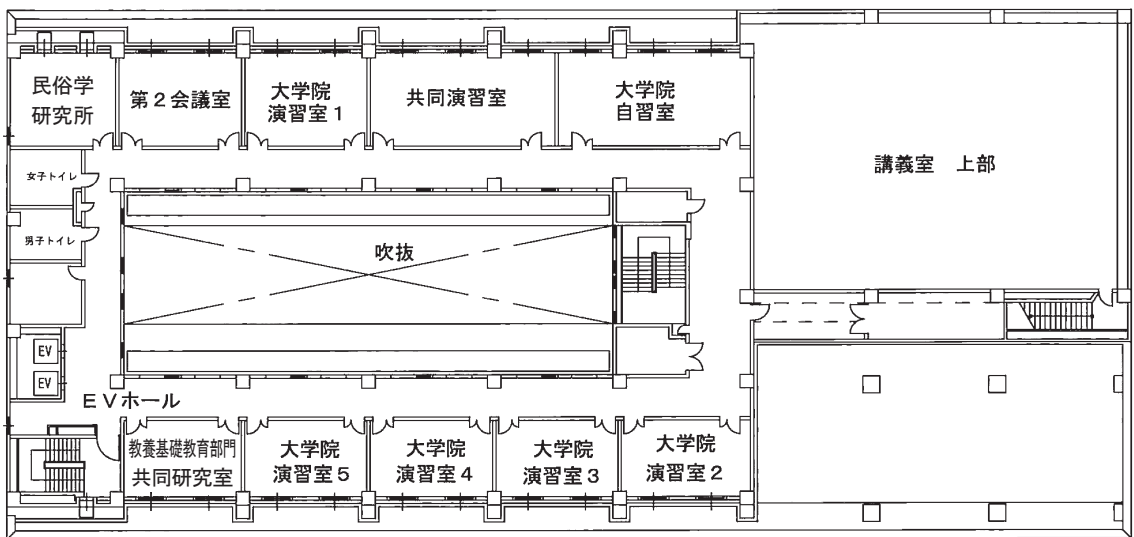 民俗学
研究所
第2会議室
大学院
演習室1
共同演習室
大学院
自習室
講義室 上部
女子トイレ
男子トイレ
吹抜
EV
EV
EVホール
教養基礎教育部門
共同研究室
大学院
演習室5
大学院
演習室4
大学院
演習室3
大学院
演習室2